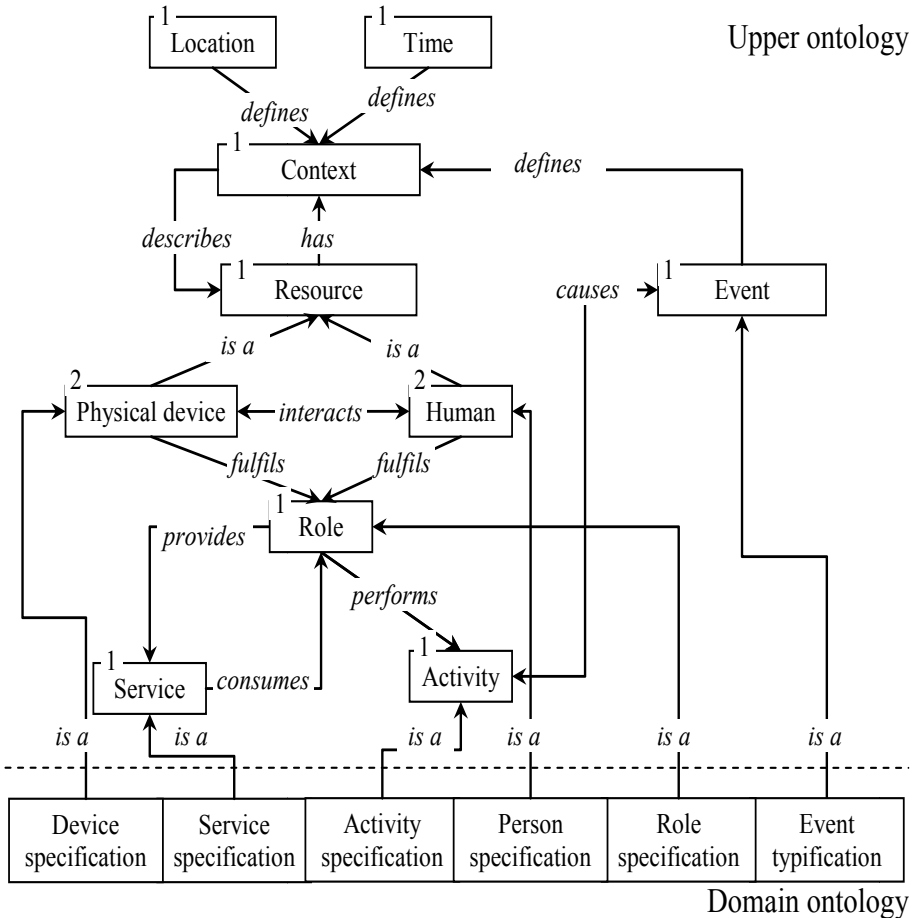 1
Location
1
Time
Upper ontology
defines
defines
1
Context
defines
describes
has
1
Resource
causes
1
Event
is a
is a
2
Physical device
interacts
2
Human
fulfils
fulfils
1
Role
provides
performs
1
Service
consumes
1
Activity
is a
is a
is a
is a
is a
is a
Device
specification
Service
specification
Activity
specification
Person
specification
Role
specification
Event
typification
Domain ontology